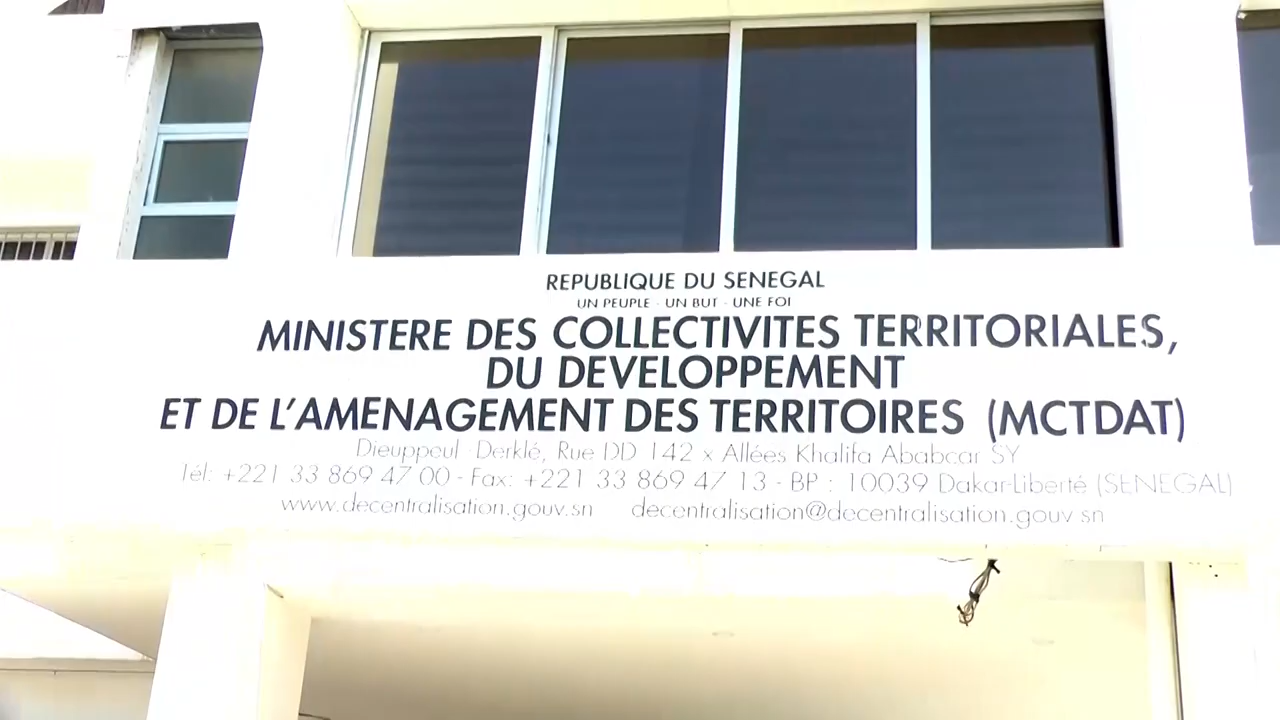 REPUBLIQUE DU SENEGAL
UN PEUPLE - UN BUT - UNE FOI
MINISTERE DES COLLECTIVITES TERRITORIALES,
DU DEVELOPPEMENT
ET DE L'AMENAGEMENT DES TERRITOIRES (MCTDAT)
Dieuppeul Derklé, Rue DD 142 x Allées Khalifa Ababcar SY
Tél: +221 33 869 47 00 - Fax: +221 33 869 47 13 - BP : 10039 Dakar-Liberté (SENEGAL)
www.decentralisation.gouv.sn decentralisation@decentralisation.gouv sn